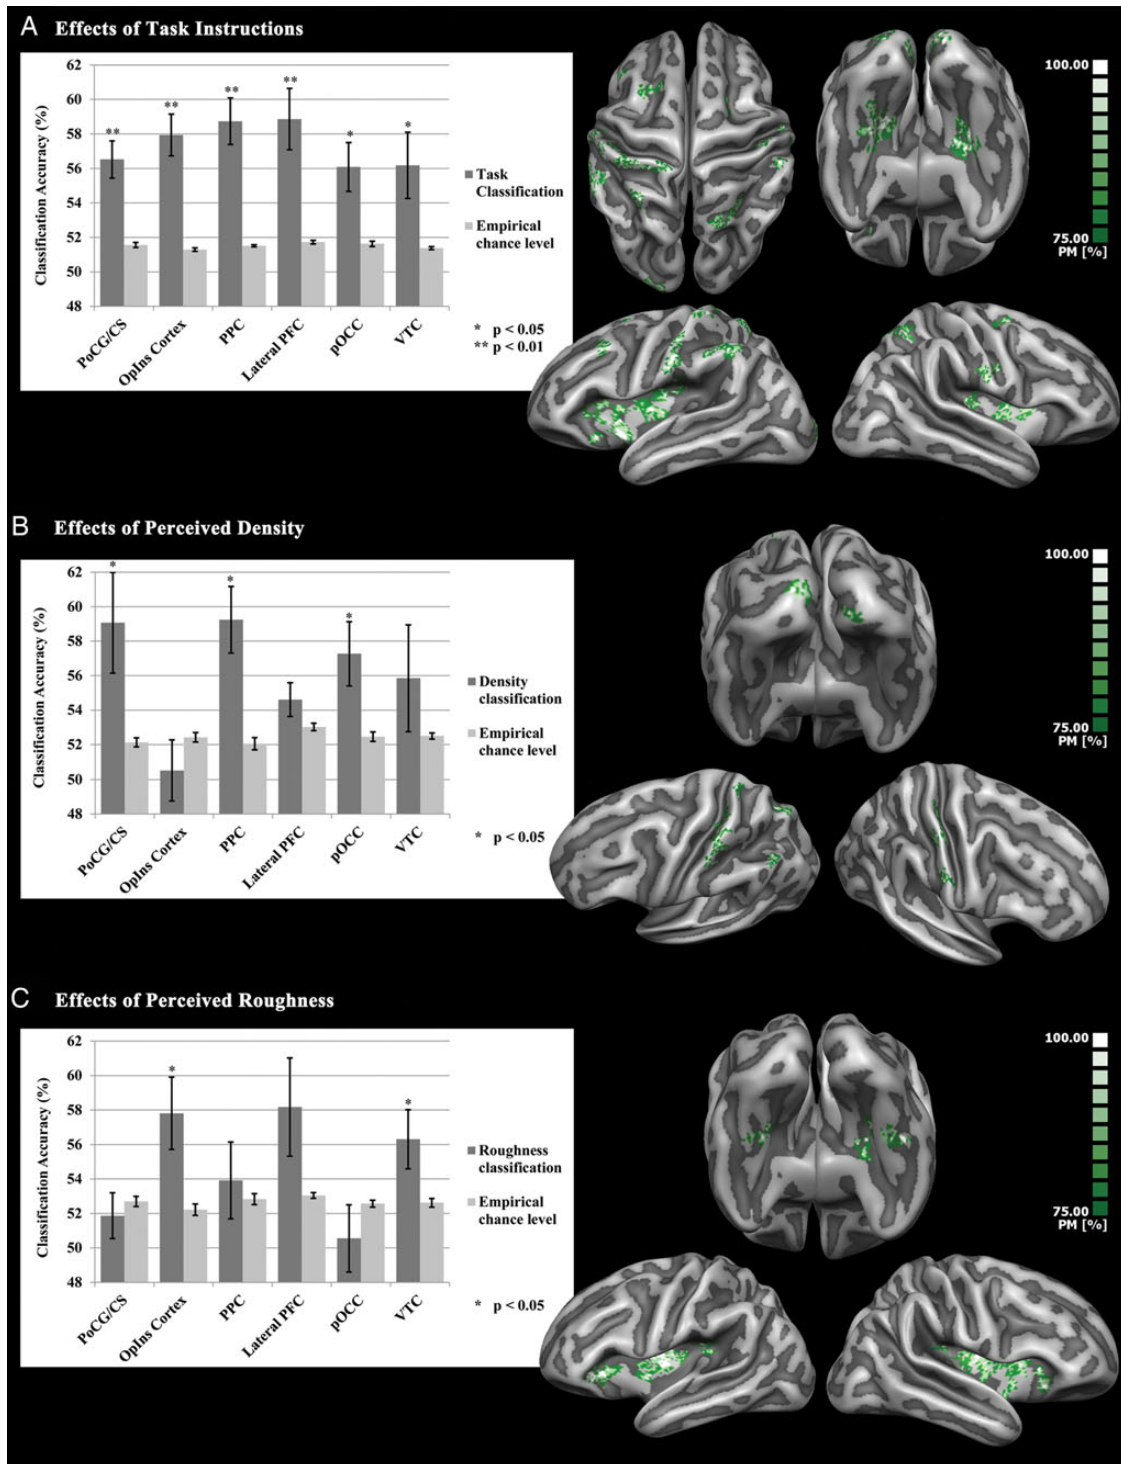 A Effects of Task Instructions
62
60
58
56
54
52
50
48
Classification Accuracy (%)
** ** ** ** * *
PoCG/CS
OpIns Cortex
PPC
Lateral PFC
pOCC
VTC
Task
Classification
Empirical
chance level
* p < 0.05
** p < 0.01
100.00
75.00
PM [%]
B Effects of Perceived Density
62
60
58
56
54
52
50
48
Classification Accuracy (%)
* * *
PoCG/CS
OpIns Cortex
PPC
Lateral PFC
pOCC
VTC
Density
classification
Empirical
chance level
* p < 0.05
100.00
75.00
PM [%]
C Effects of Perceived Roughness
62
60
58
56
54
52
50
48
Classification Accuracy (%)
* *
PoCG/CS
OpIns Cortex
PPC
Lateral PFC
pOCC
VTC
Roughness
classification
Empirical
chance level
* p < 0.05
100.00
75.00
PM [%]